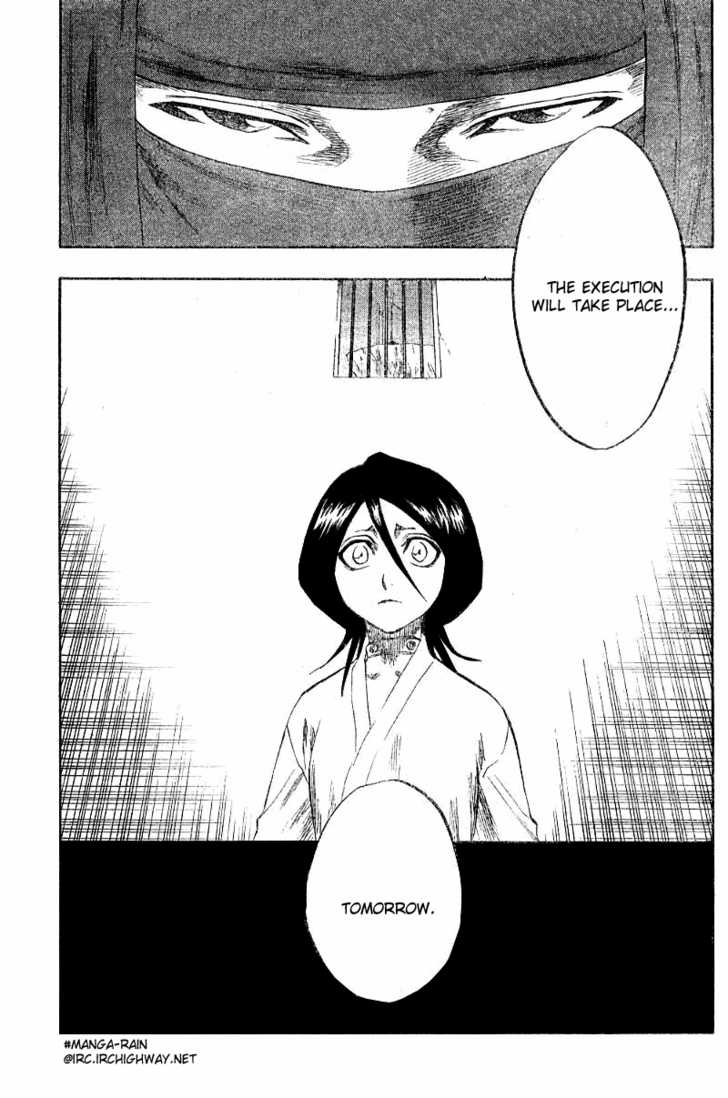 THE EXECUTION
WILL TAKE PLACE...
TOMORROW.
#MANGA-RAIN
@IRC.IRCHIGHWAY.NET